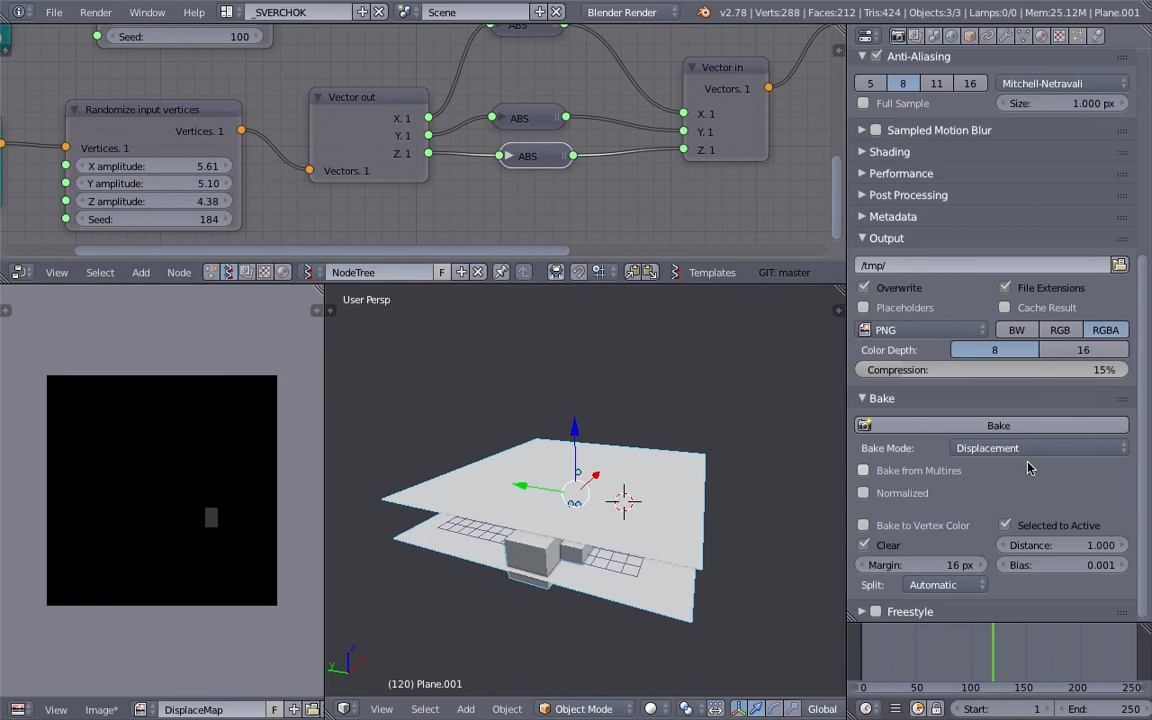 File Render Window Help _SVERCHOK Scene Blender Render v2.78 | Verts:288 | Faces:212 | Tris:424 | Objects:3/3 | Lamps:0/0 | Mem:25.12M | Plane.001
Seed: 100
ABS
Randomize input vertices
Vertices. 1
Vertices. 1
X amplitude: 5.61
Y amplitude: 5.10
Z amplitude: 4.38
Seed: 184
Vector out
X. 1
Y. 1
Z. 1
Vectors. 1
ABS
ABS
Vector in
Vectors. 1
X. 1
Y. 1
Z. 1
View Select Add Node NodeTree F Templates GIT: master
User Persp
(120) Plane.001
View Image* DisplaceMap F
View Select Add Object Object Mode Global
Anti-Aliasing
5 8 11 16 Mitchell-Netravali
Full Sample Size: 1.000 px
Sampled Motion Blur
Shading
Performance
Post Processing
Metadata
Output
/tmp/
Overwrite File Extensions
Placeholders Cache Result
PNG BW RGB RGBA
Color Depth: 8 16
Compression: 15%
Bake
Bake
Bake Mode: Displacement
Bake from Multires
Normalized
Bake to Vertex Color Selected to Active
Clear Distance: 1.000
Margin: 16 px Bias: 0.001
Split: Automatic
Freestyle
0 50 100 150 200 250
Start: 1 End: 250